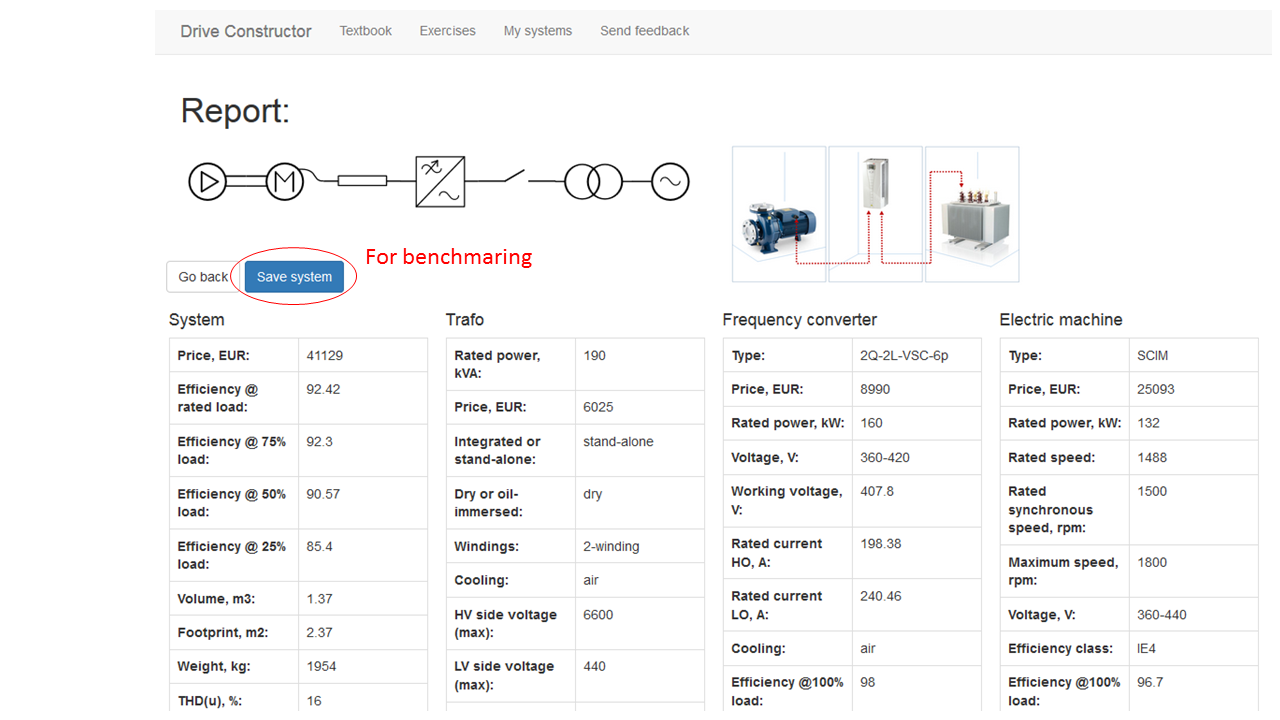 Drive Constructor Textbook Exercises My systems Send feedback
Report:
M
Go back Save system For benchmaring
System
Price, EUR: 41129
Efficiency @ 92.42
rated load:
Efficiency @ 75% 92.3
load:
Efficiency @ 50% 90.57
load:
Efficiency @ 25% 85.4
load:
Volume, m3: 1.37
Footprint, m2: 2.37
Weight, kg: 1954
THD(u), %: 16
Trafo
Rated power, 190
kVA:
Price, EUR: 6025
Integrated or stand-alone
stand-alone:
Dry or oil- dry
immersed:
Windings: 2-winding
Cooling: air
HV side voltage 6600
(max):
LV side voltage 440
(max):
Frequency converter
Type: 2Q-2L-VSC-6p
Price, EUR: 8990
Rated power, kW: 160
Voltage, V: 360-420
Working voltage, 407.8
V:
Rated current 198.38
HO, A:
Rated current 240.46
LO, A:
Cooling: air
Efficiency @100% 98
load:
Electric machine
Type: SCIM
Price, EUR: 25093
Rated power, kW: 132
Rated speed: 1488
Rated 1500
synchronous
speed, rpm:
Maximum speed, 1800
rpm:
Voltage, V: 360-440
Efficiency class: IE4
Efficiency @100% 96.7
load: